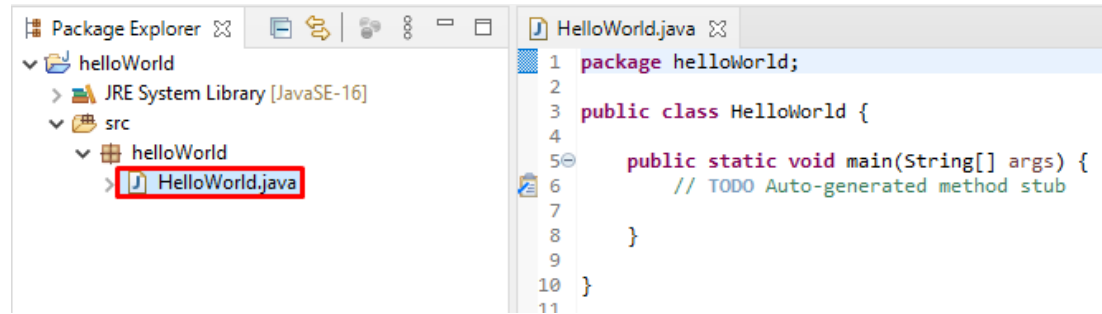 Package Explorer
helloWorld
JRE System Library [JavaSE-16]
src
helloWorld
HelloWorld.java
HelloWorld.java
1 package helloWorld;
2
3 public class HelloWorld {
4
5 public static void main(String[] args) {
6 // TODO Auto-generated method stub
7
8 }
9
10 }
11